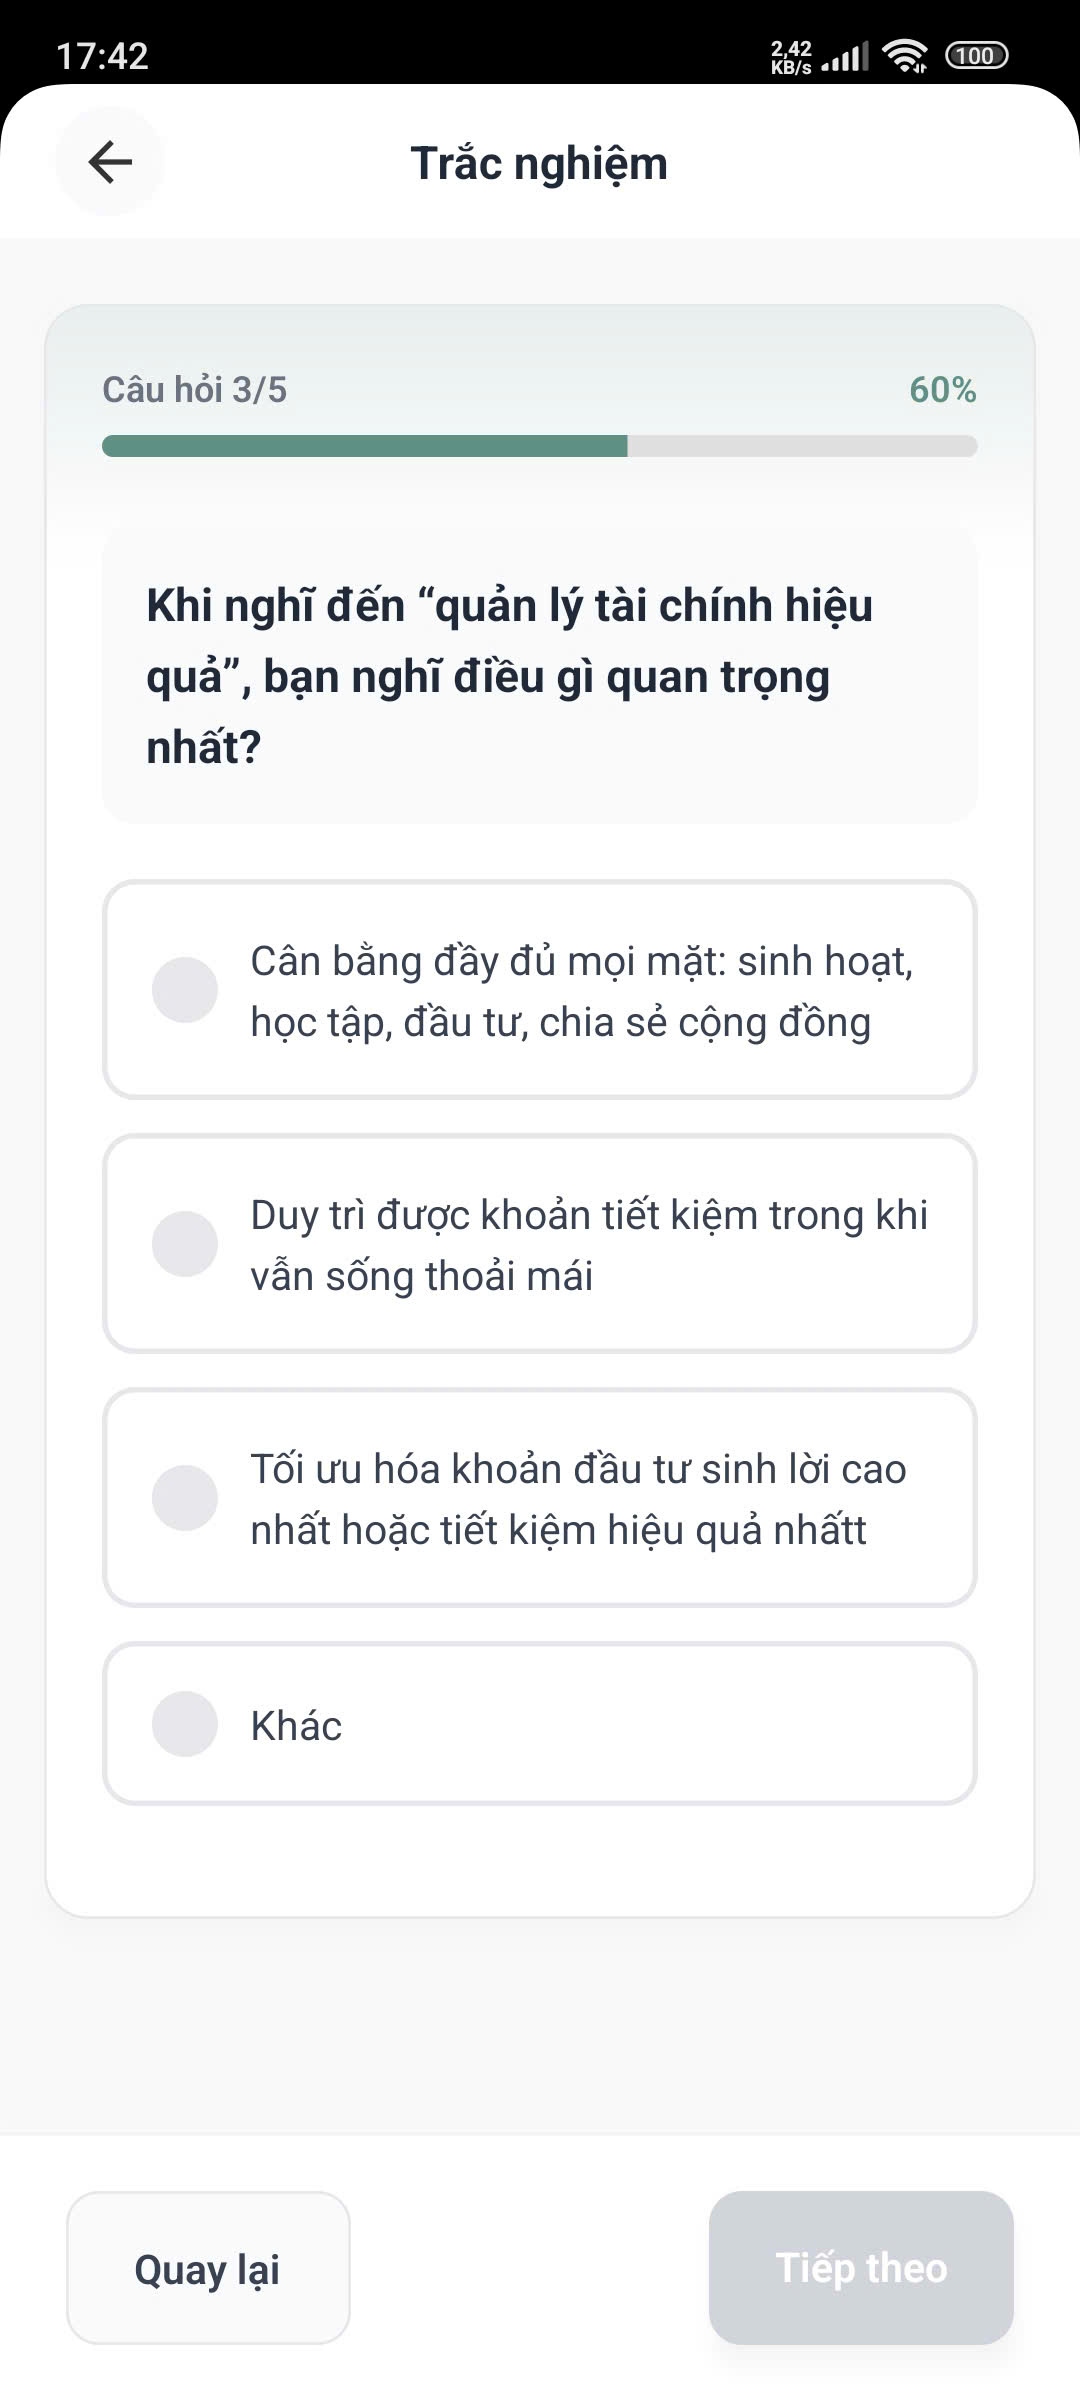 17:42
2,42
KB/s
100
Trắc nghiệm
Câu hỏi 3/5
60%
Khi nghĩ đến “quản lý tài chính hiệu
quả”, bạn nghĩ điều gì quan trọng
nhất?
Cân bằng đầy đủ mọi mặt: sinh hoạt,
học tập, đầu tư, chia sẻ cộng đồng
Duy trì được khoản tiết kiệm trong khi
vẫn sống thoải mái
Tối ưu hóa khoản đầu tư sinh lời cao
nhất hoặc tiết kiệm hiệu quả nhấtt
Khác
Quay lại
Tiếp theo